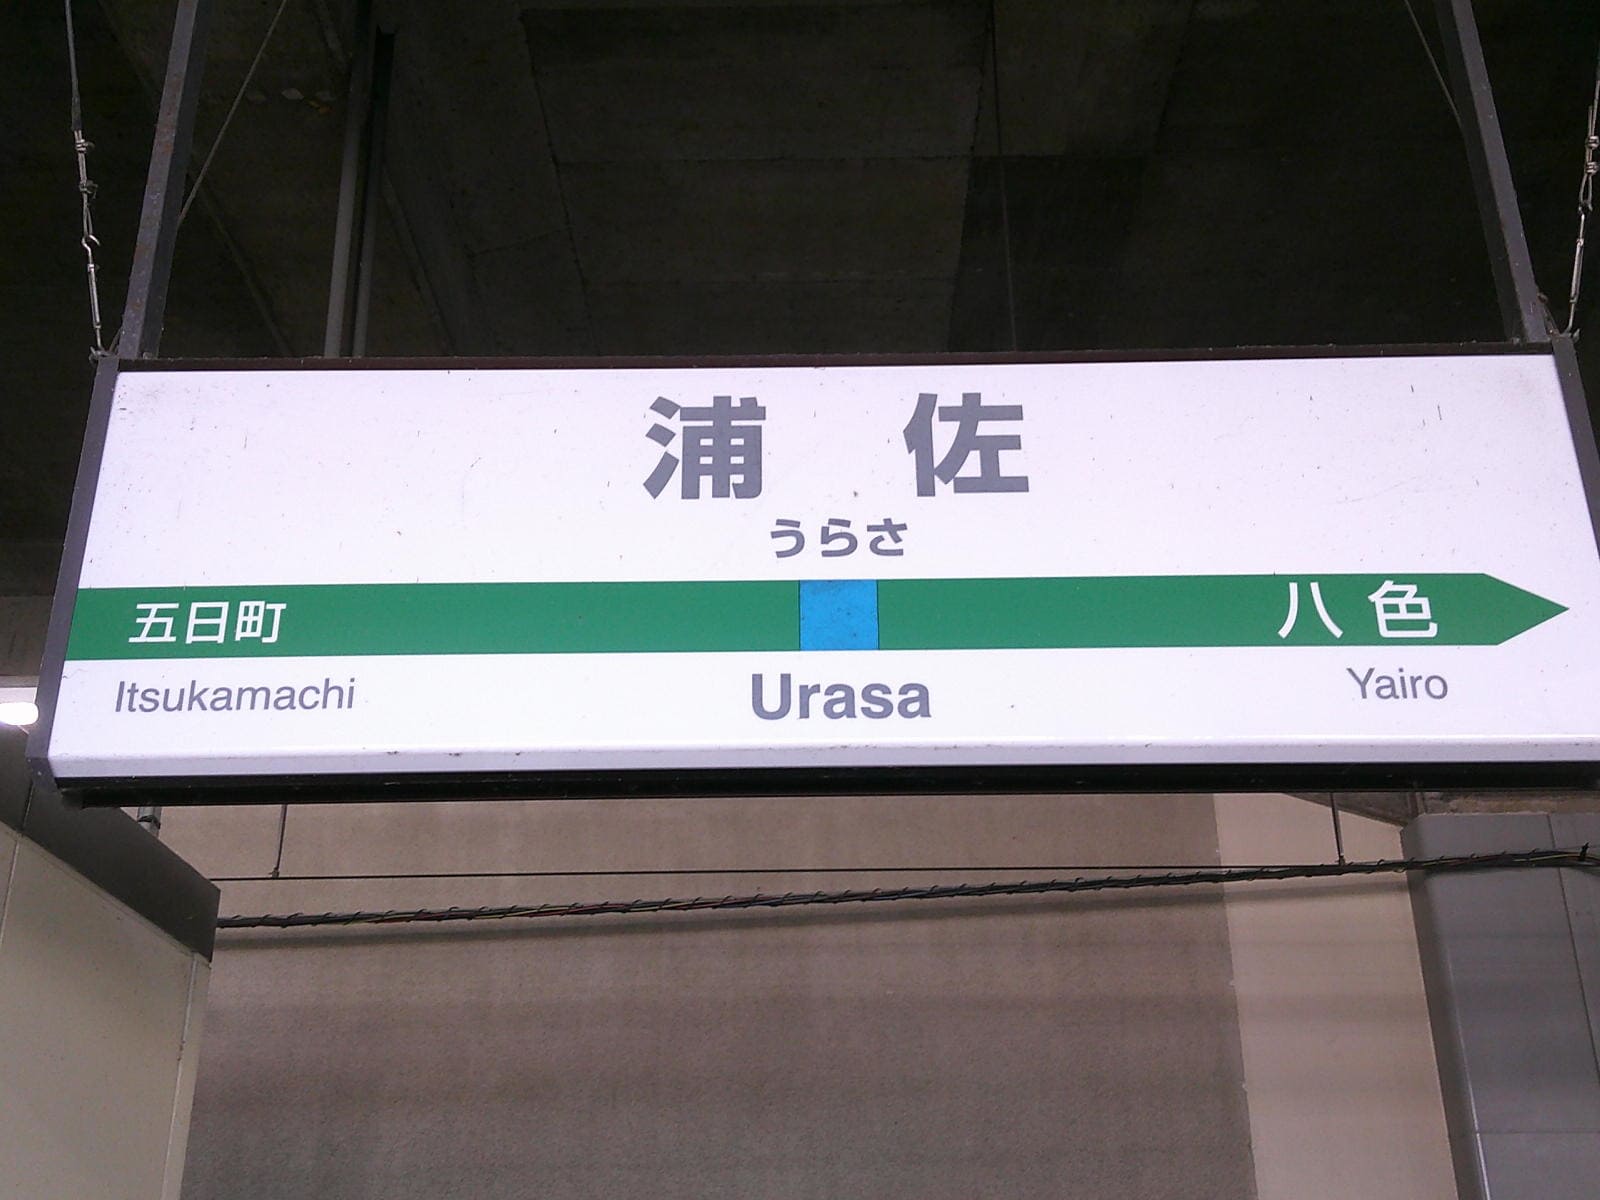 浦 佐
うらさ
五日町 八色
Itsukamachi Urasa Yairo